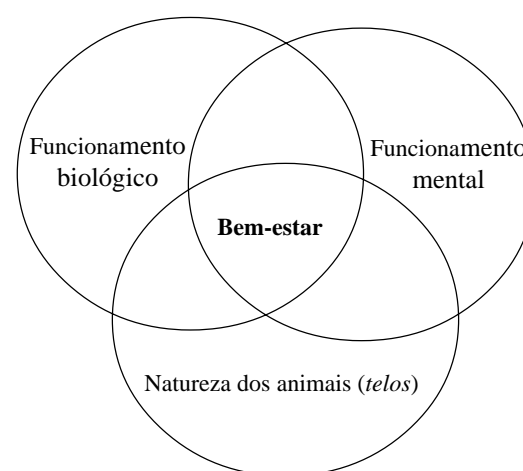 Funcionamento
biológico
Funcionamento
mental
Bem-estar
Natureza dos animais (telos)